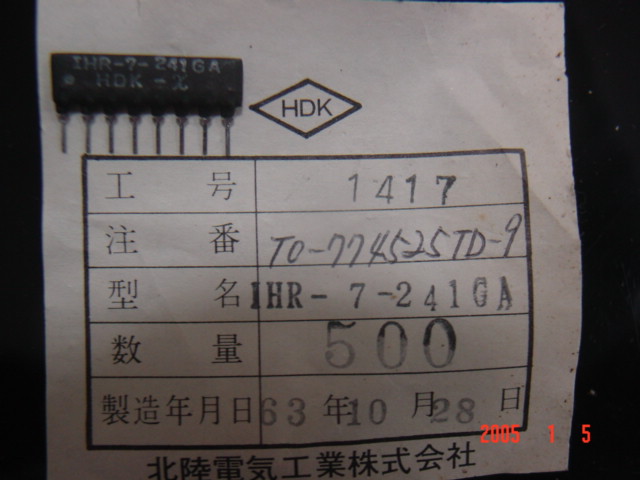 IHR-7-241GA
HDK-
HDK
工号 1417
注番 TO-774525TD-9
型名 IHR-7-241GA
数量 500
製造年月日 63年10月28日
北陸電気工業株式会社
2005 1 5